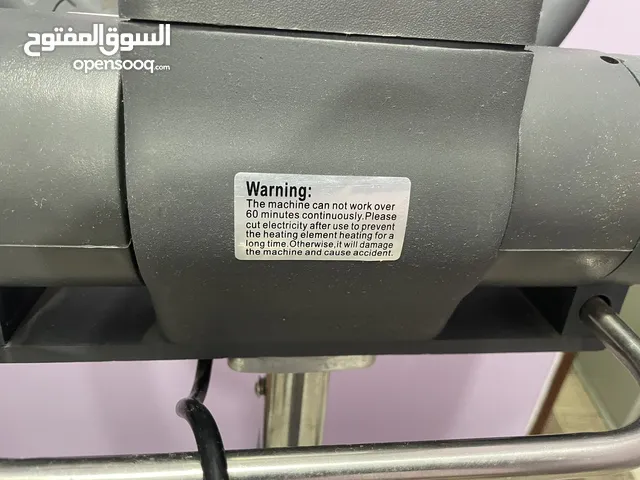 السوق المفتوح
opensooq.com
Warning:
The machine can not work over
60 minutes continuously.Please
cut electricity after use to prevent
the heating element heating for a
long time.Otherwise,it will damage
the machine and cause accident.